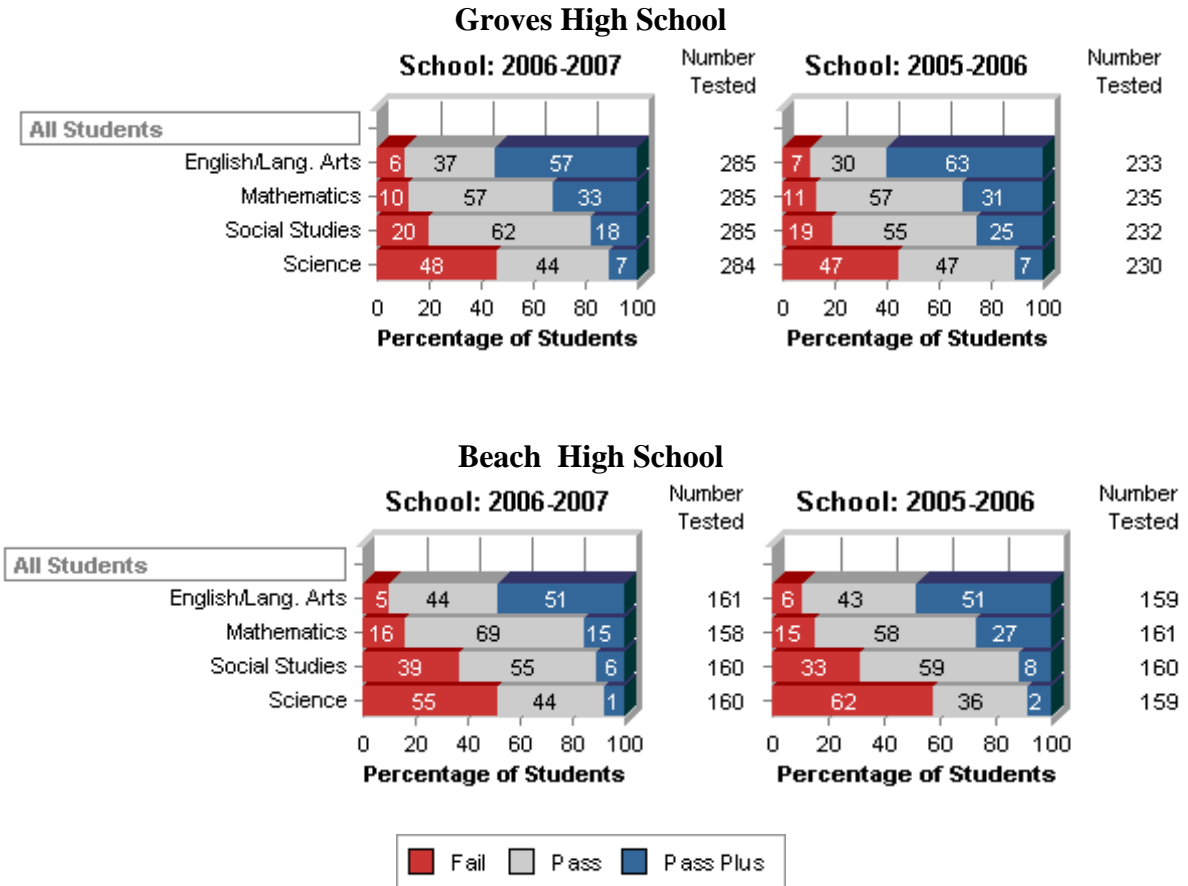 Groves High School
School: 2006-2007 Number Tested School: 2005-2006 Number Tested
All Students
English/Lang. Arts 6 37 57 285 7 30 63 233
Mathematics 10 57 33 285 11 57 31 235
Social Studies 20 62 18 285 19 55 25 232
Science 48 44 7 284 47 47 7 230
0 20 40 60 80 100 0 20 40 60 80 100
Percentage of Students Percentage of Students
Beach High School
School: 2006-2007 Number Tested School: 2005-2006 Number Tested
All Students
English/Lang. Arts 5 44 51 161 6 43 51 159
Mathematics 16 69 15 158 15 58 27 161
Social Studies 39 55 6 160 33 59 8 160
Science 55 44 1 160 62 36 2 159
0 20 40 60 80 100 0 20 40 60 80 100
Percentage of Students Percentage of Students
Fail Pass Pass Plus